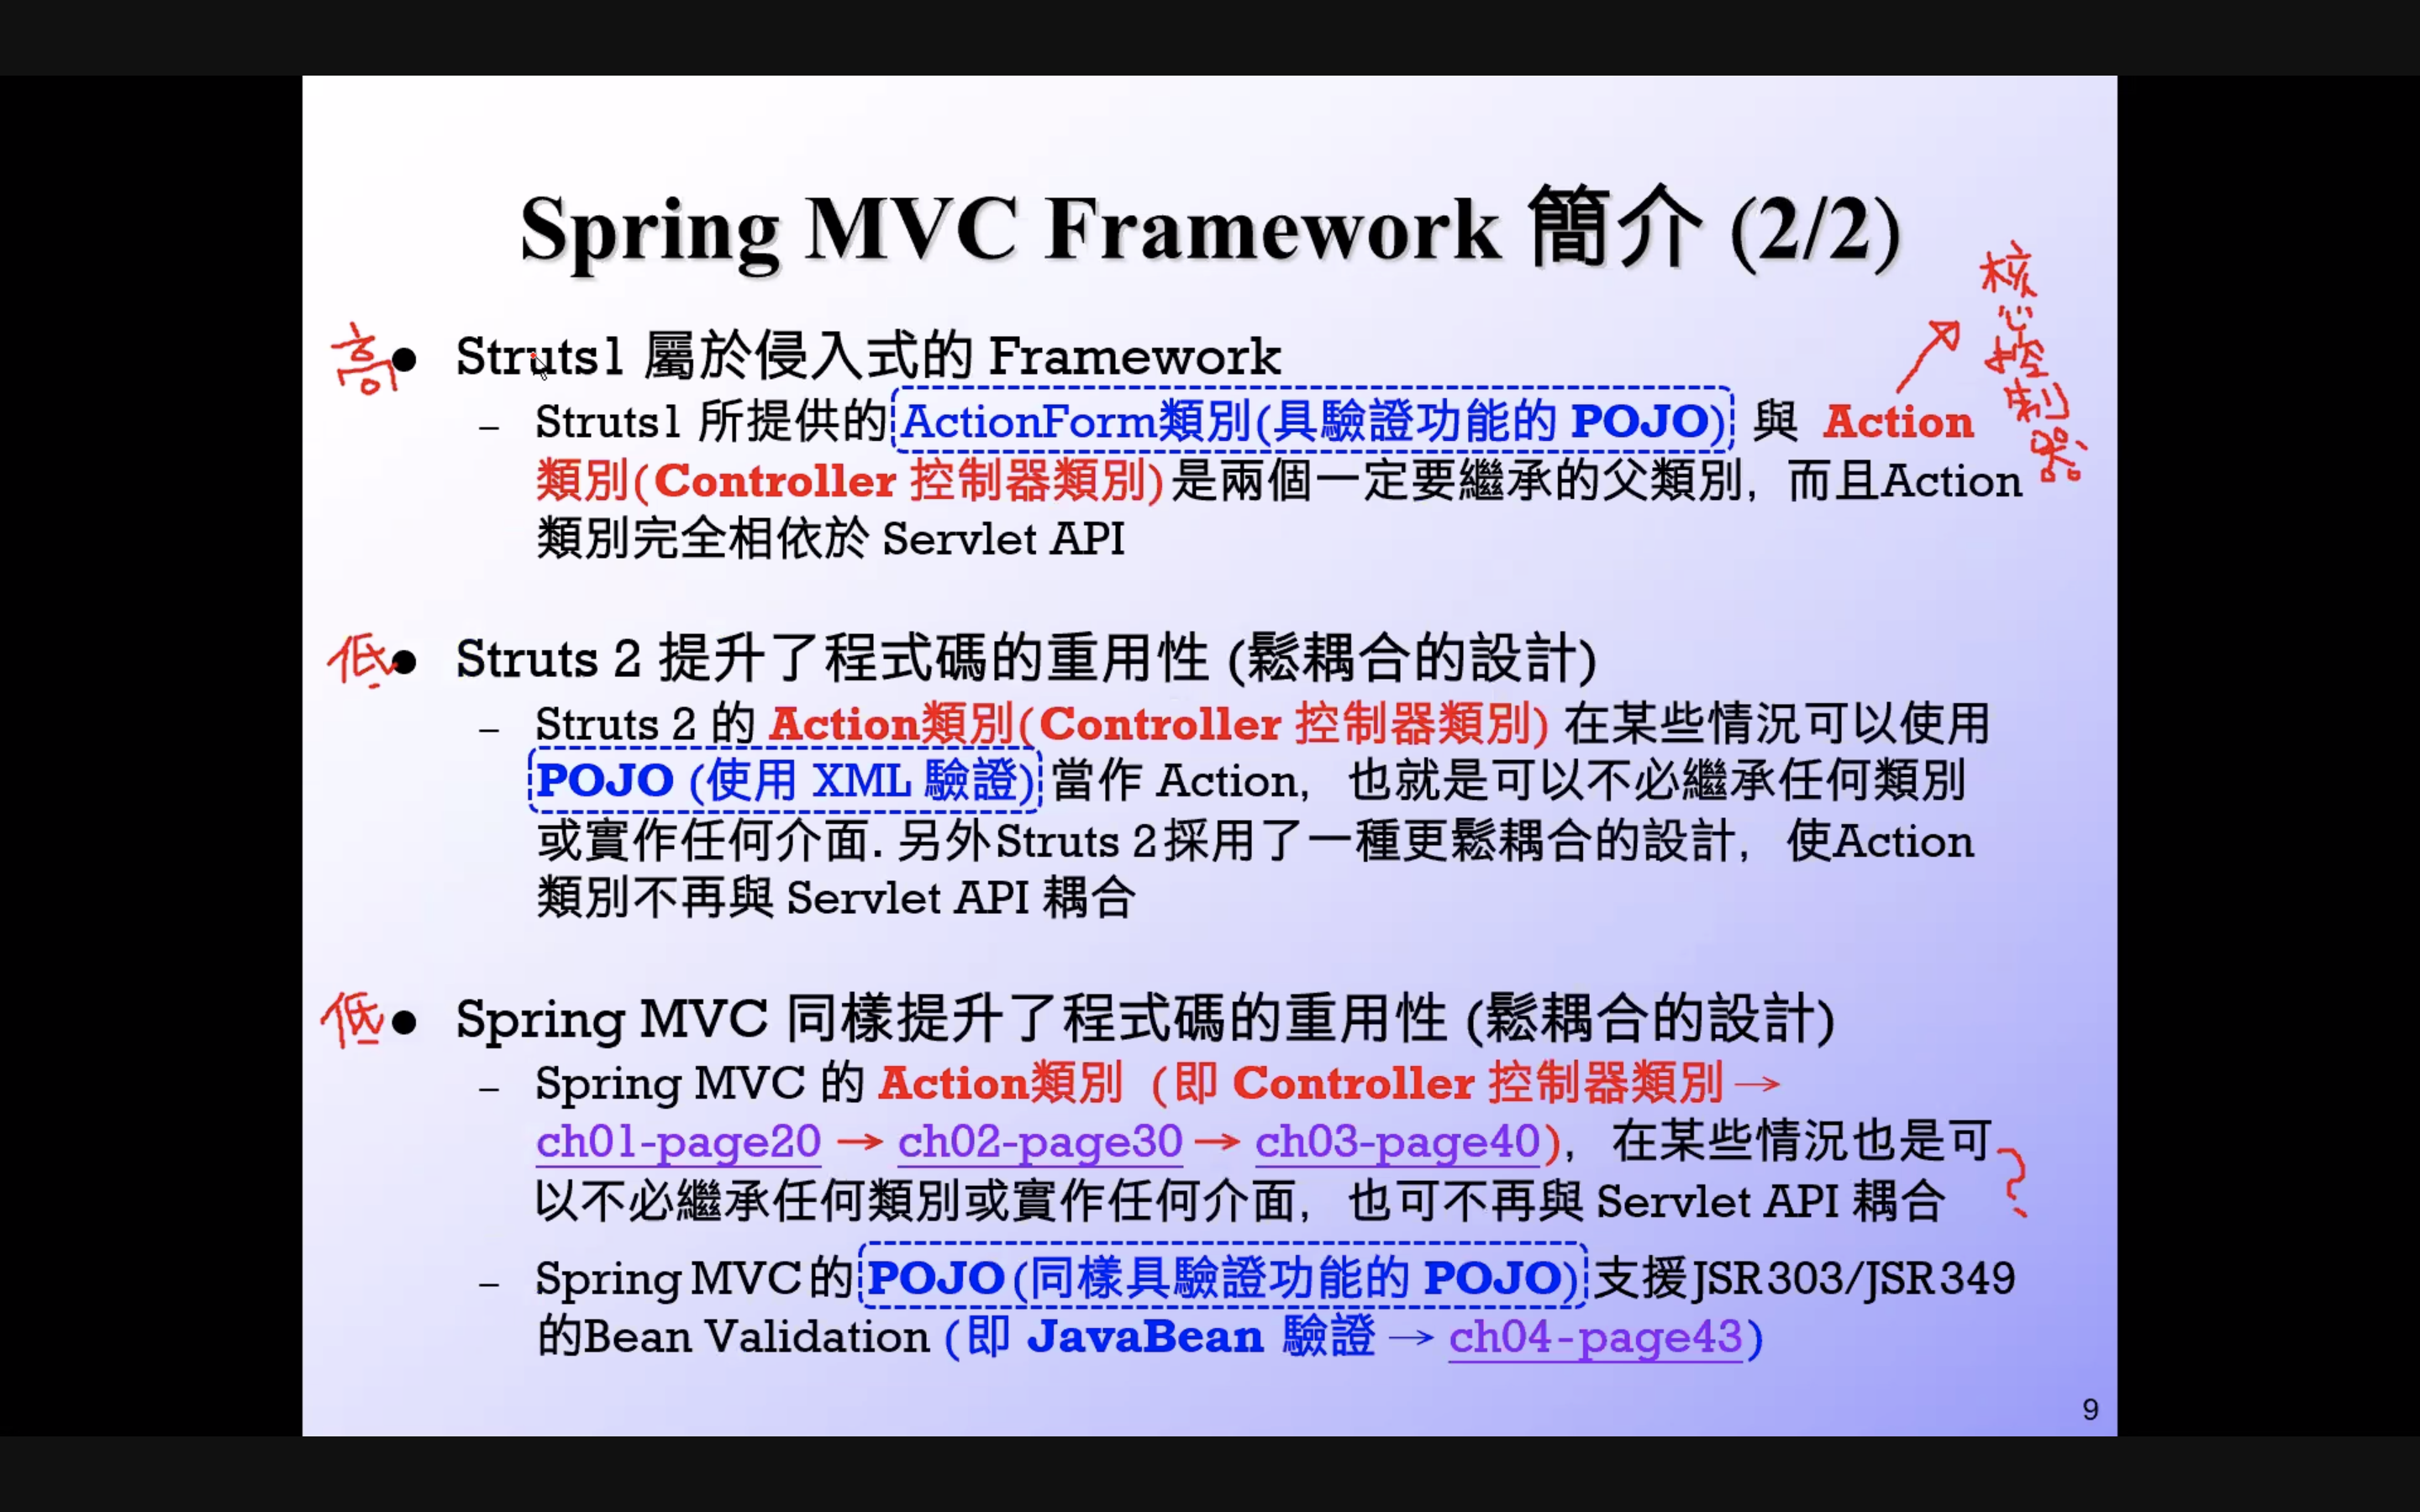 Spring MVC Framework 簡介 (2/2)
核心控制器
高
● Struts1 屬於侵入式的 Framework
– Struts1 所提供的 ActionForm類別(具驗證功能的 POJO) 與 Action
類別(Controller 控制器類別)是兩個一定要繼承的父類別, 而且Action
類別完全相依於 Servlet API
低
● Struts 2 提升了程式碼的重用性 (鬆耦合的設計)
– Struts 2 的 Action類別(Controller 控制器類別) 在某些情況可以使用
POJO (使用 XML 驗證) 當作 Action, 也就是可以不必繼承任何類別
或實作任何介面. 另外Struts 2採用了一種更鬆耦合的設計, 使Action
類別不再與 Servlet API 耦合
低
● Spring MVC 同樣提升了程式碼的重用性 (鬆耦合的設計)
– Spring MVC 的 Action類別 (即 Controller 控制器類別→
ch01-page20 → ch02-page30 → ch03-page40), 在某些情況也是可
以不必繼承任何類別或實作任何介面, 也可不再與 Servlet API 耦合
?
– Spring MVC的 POJO (同樣具驗證功能的 POJO) 支援JSR303/JSR349
的Bean Validation (即 JavaBean 驗證 → ch04-page43)
9